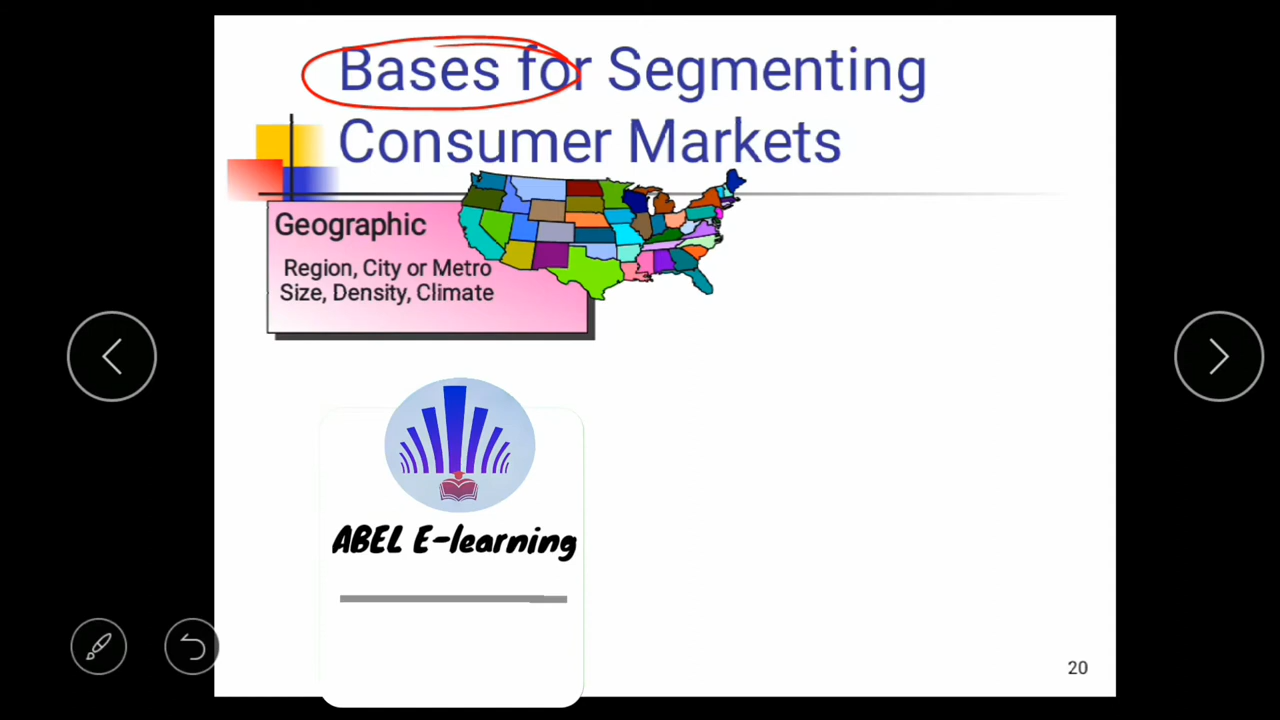 Bases for Segmenting
Consumer Markets
Geographic
Region, City or Metro
Size, Density, Climate
ABEL E-learning
20